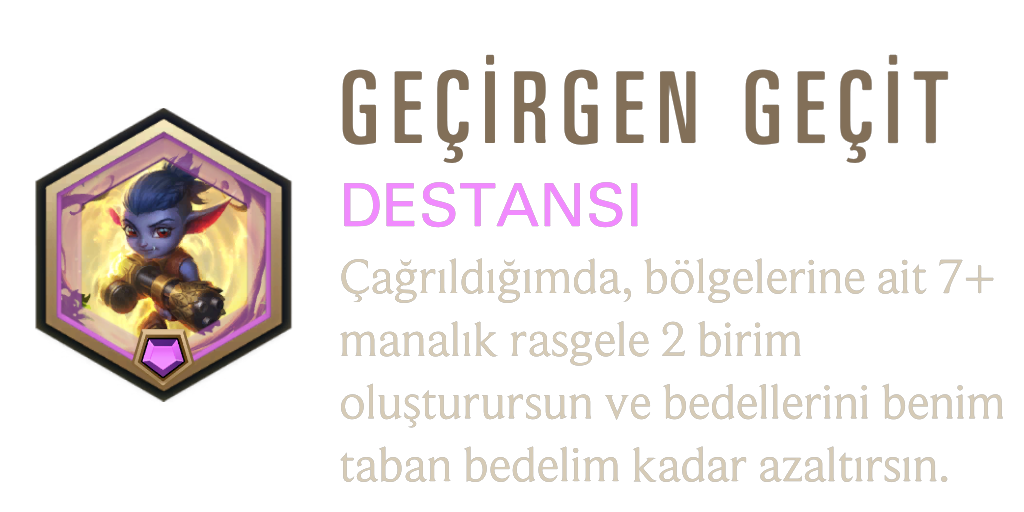 GEÇİRGEN GEÇİT
DESTANSI
Çağrıldığımda, bölgelerine ait 7+
manalık rasgele 2 birim
oluşturursun ve bedellerini benim
taban bedelim kadar azaltırsın.